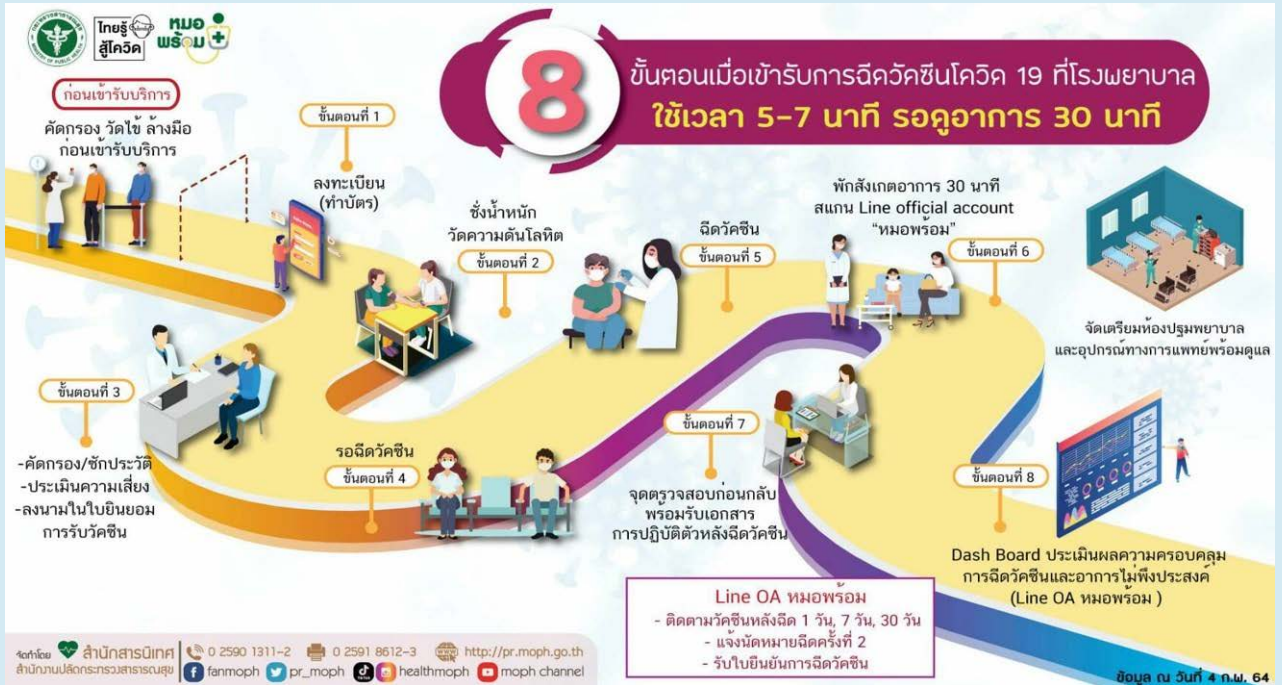 กระทรวงสาธารณสุข
MINISTRY OF PUBLIC HEALTH
ไทยรู้
สู้โควิด
หมอ
พร้อม
8
ขั้นตอนเมื่อเข้ารับการฉีดวัคซีนโควิด 19 ที่โรงพยาบาล
ใช้เวลา 5-7 นาที รอดูอาการ 30 นาที
ก่อนเข้ารับบริการ
คัดกรอง วัดไข้ ล้างมือ
ก่อนเข้ารับบริการ
ขั้นตอนที่ 1
ลงทะเบียน
(ทำบัตร)
ชั่งน้ำหนัก
วัดความดันโลหิต
ขั้นตอนที่ 2
ขั้นตอนที่ 3
-คัดกรอง/ซักประวัติ
-ประเมินความเสี่ยง
-ลงนามในใบยินยอม
การรับวัคซีน
รอฉีดวัคซีน
ขั้นตอนที่ 4
ฉีดวัคซีน
ขั้นตอนที่ 5
พักสังเกตอาการ 30 นาที
สแกน Line official account
“หมอพร้อม”
ขั้นตอนที่ 6
จัดเตรียมห้องปฐมพยาบาล
และอุปกรณ์ทางการแพทย์พร้อมดูแล
ขั้นตอนที่ 7
จุดตรวจสอบก่อนกลับ
พร้อมรับเอกสาร
การปฏิบัติตัวหลังฉีดวัคซีน
ขั้นตอนที่ 8
Dash Board ประเมินผลความครอบคลุม
การฉีดวัคซีนและอาการไม่พึงประสงค์
(Line OA หมอพร้อม )
Line OA หมอพร้อม
- ติดตามวัคซีนหลังฉีด 1 วัน, 7 วัน, 30 วัน
- แจ้งนัดหมายฉีดครั้งที่ 2
- รับใบยืนยันการฉีดวัคซีน
จัดทำโดย สำนักสารนิเทศ
สำนักงานปลัดกระทรวงสาธารณสุข
0 2590 1311-2 0 2591 8612-3 http://pr.moph.go.th
fanmoph pr_moph healthmoph moph channel
ข้อมูล ณ วันที่ 4 ก.พ. 64